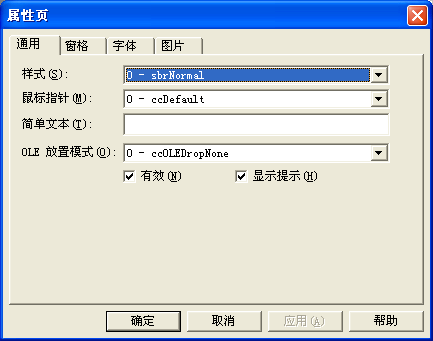 属性页
通用 窗格 字体 图片
样式(S): 0 - sbrNormal
鼠标指针(M): 0 - ccDefault
简单文本(T):
OLE 放置模式(O): 0 - ccOLEDropNone
有效(N) 显示提示(H)
确定 取消 应用(A) 帮助